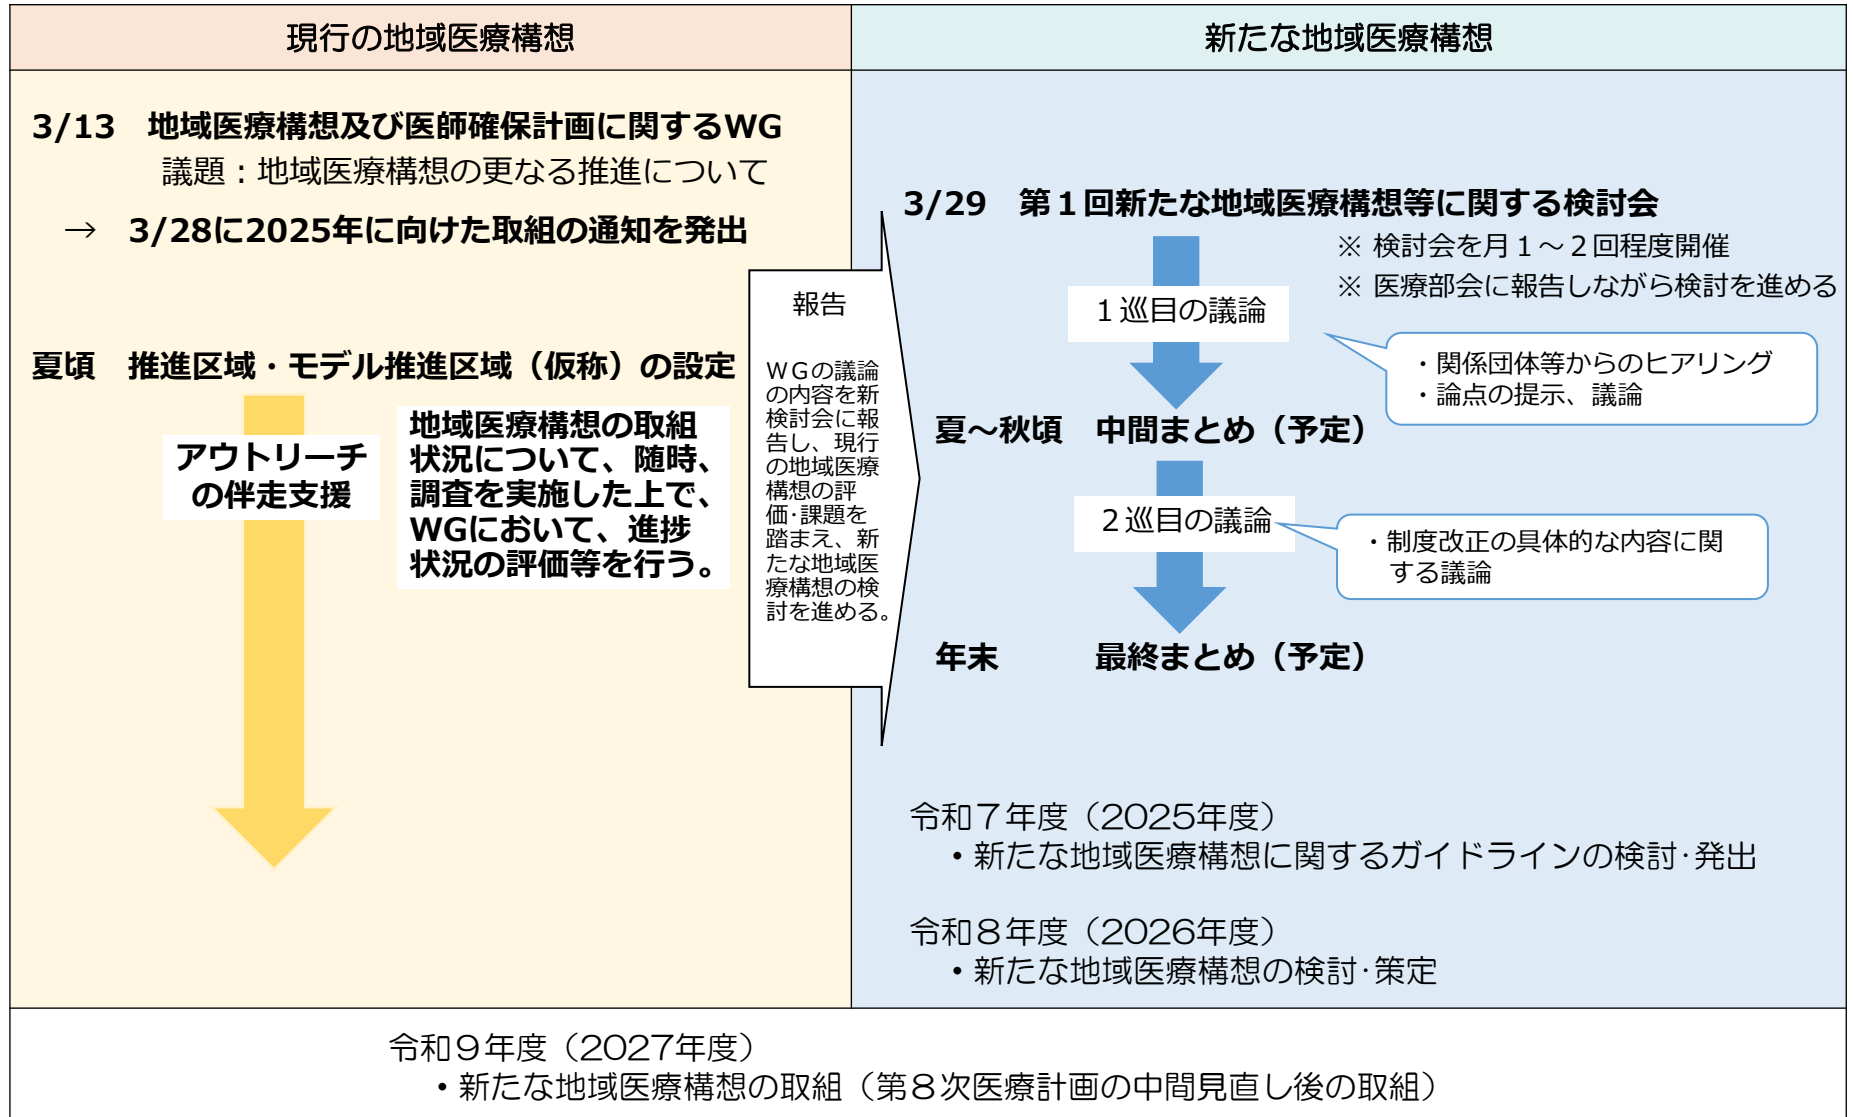 現行の地域医療構想
新たな地域医療構想
3/13　地域医療構想及び医師確保計画に関するWG
議題：地域医療構想の更なる推進について
→　3/28に2025年に向けた取組の通知を発出
夏頃　推進区域・モデル推進区域（仮称）の設定
アウトリーチ
の伴走支援
地域医療構想の取組
状況について、随時、
調査を実施した上で、
WGにおいて、進捗
状況の評価等を行う。
報告
ＷＧの議論
の内容を新
検討会に報
告し、現行
の地域医療
構想の評
価･課題を
踏まえ、新
たな地域医
療構想の検
討を進める。
3/29　第１回新たな地域医療構想等に関する検討会
※ 検討会を月１～２回程度開催
※ 医療部会に報告しながら検討を進める
１巡目の議論
・関係団体等からのヒアリング
・論点の提示、議論
夏～秋頃　中間まとめ（予定）
２巡目の議論
・制度改正の具体的な内容に関
する議論
年末　　　最終まとめ（予定）
令和７年度（2025年度）
・新たな地域医療構想に関するガイドラインの検討･発出
令和８年度（2026年度）
・新たな地域医療構想の検討･策定
令和９年度（2027年度）
・新たな地域医療構想の取組（第８次医療計画の中間見直し後の取組）